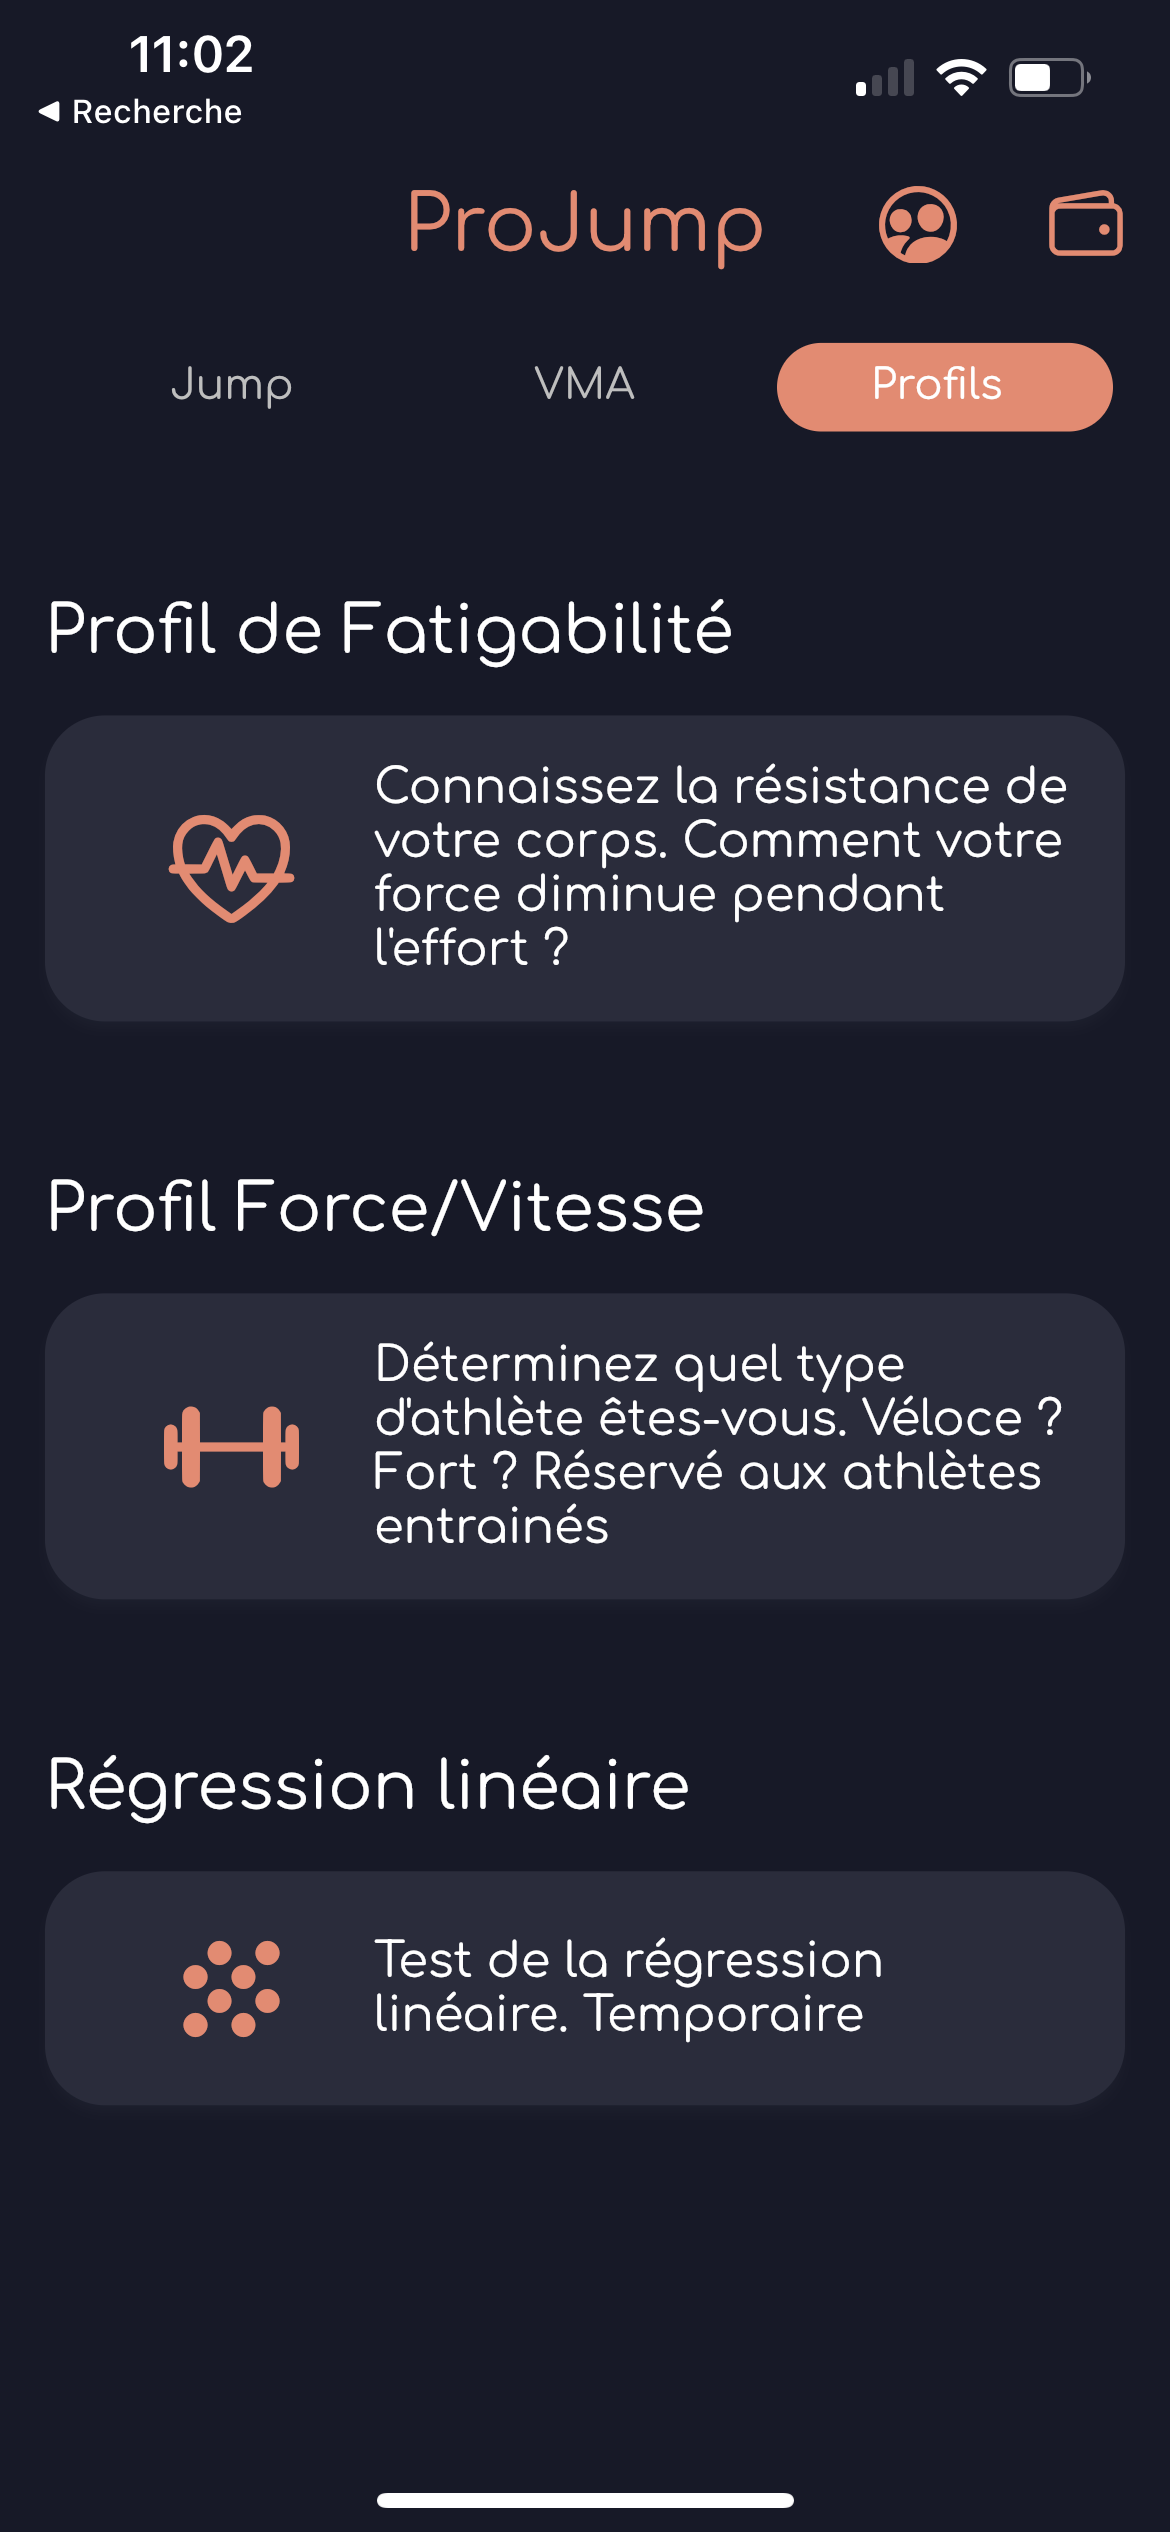 11:02
Recherche
ProJump
Jump
VMA
Profils
Profil de Fatigabilité
Connaissez la résistance de
votre corps. Comment votre
force diminue pendant
l'effort ?
Profil Force/Vitesse
Déterminez quel type
d'athlète êtes-vous. Véloce ?
Fort ? Réservé aux athlètes
entrainés
Régression linéaire
Test de la régression
linéaire. Temporaire